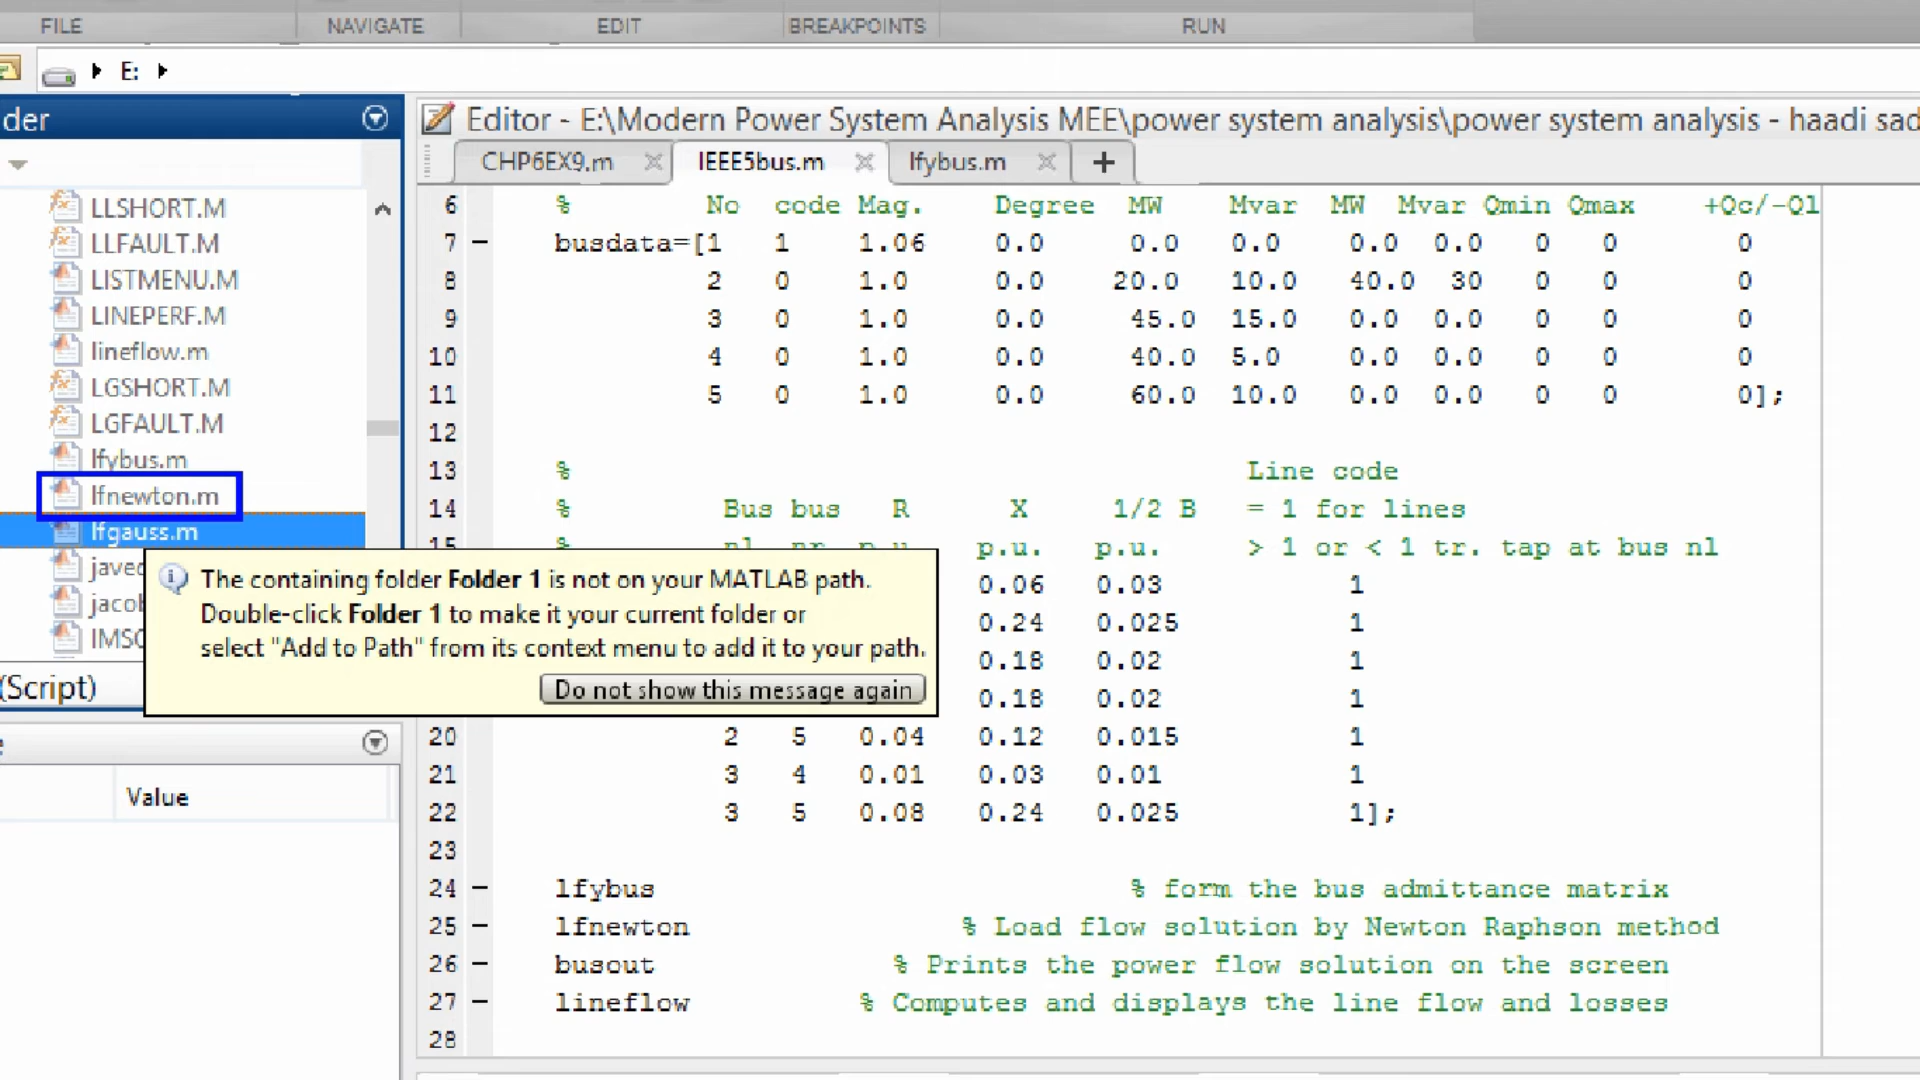 FILE NAVIGATE EDIT BREAKPOINTS RUN
E:
der
LLSHORT.M
LLFAULT.M
LISTMENU.M
LINEPERF.M
lineflow.m
LGSHORT.M
LGFAULT.M
lfybus.m
lfnewton.m
lfgauss.m
(Script)
Value
Editor - E:\Modern Power System Analysis MEE\power system analysis\power system analysis - haadi sad
CHP6EX9.m IEEE5bus.m lfybus.m +
6 % No code Mag. Degree MW Mvar MW Mvar Qmin Qmax +Qc/-Ql
7 – busdata=[1 1 1.06 0.0 0.0 0.0 0.0 0.0 0 0 0
8 2 0 1.0 0.0 20.0 10.0 40.0 30 0 0 0
9 3 0 1.0 0.0 45.0 15.0 0.0 0.0 0 0 0
10 4 0 1.0 0.0 40.0 5.0 0.0 0.0 0 0 0
11 5 0 1.0 0.0 60.0 10.0 0.0 0.0 0 0 0];
12
13 % Line code
14 % Bus bus R X 1/2 B = 1 for lines
15 % nl nr p.u. p.u. p.u. > 1 or < 1 tr. tap at bus nl
0.06 0.03 1
0.24 0.025 1
0.18 0.02 1
0.18 0.02 1
20 2 5 0.04 0.12 0.015 1
21 3 4 0.01 0.03 0.01 1
22 3 5 0.08 0.24 0.025 1];
23
24 – lfybus % form the bus admittance matrix
25 – lfnewton % Load flow solution by Newton Raphson method
26 – busout % Prints the power flow solution on the screen
27 – lineflow % Computes and displays the line flow and losses
28
The containing folder Folder 1 is not on your MATLAB path.
Double-click Folder 1 to make it your current folder or
select "Add to Path" from its context menu to add it to your path.
Do not show this message again